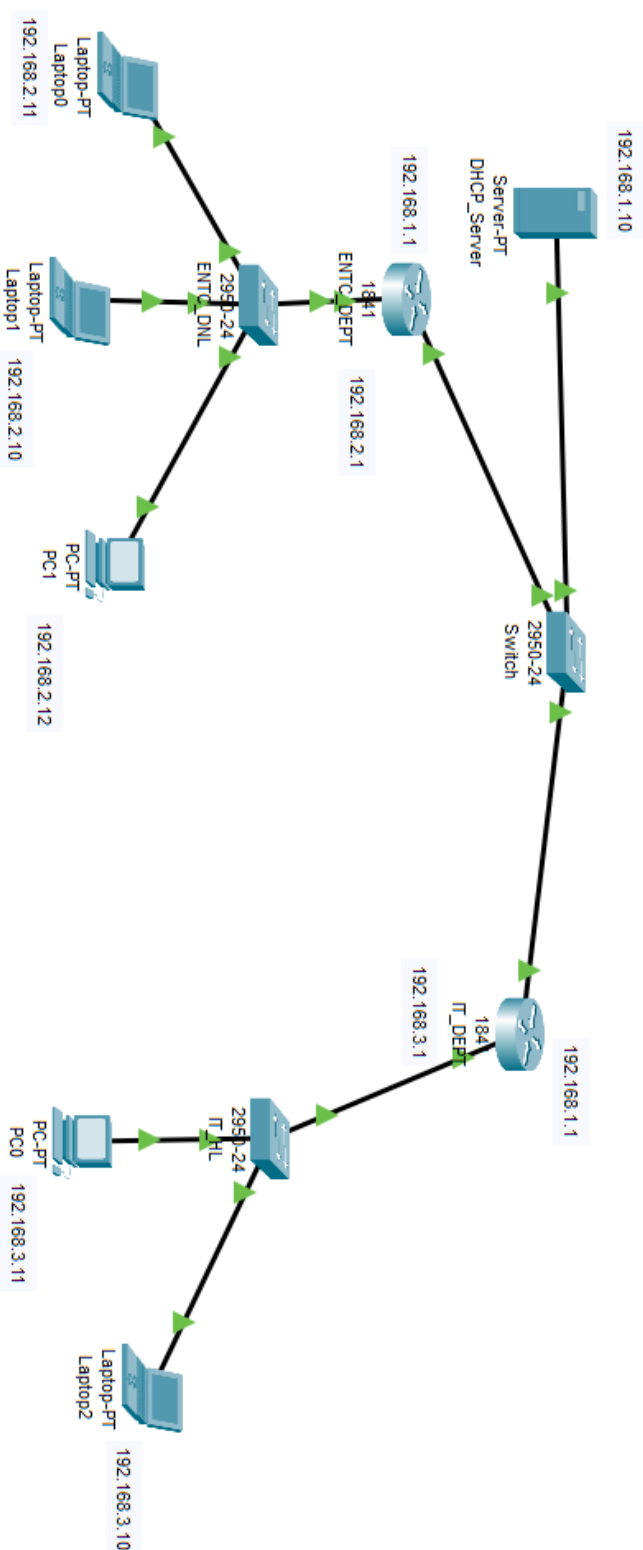 192.168.1.10
Server-PT
DHCP_Server
2950-24
Switch
192.168.1.1
184
IT_DEPT
192.168.3.1
192.168.1.1
1841
ENTC_DEPT
192.168.2.1
2950-24
ENTC_DNL
2950-24
IT_HL
Laptop-PT
Laptop0
192.168.2.11
Laptop-PT
Laptop1
192.168.2.10
PC-PT
PC1
192.168.2.12
PC-PT
PC0
192.168.3.11
Laptop-PT
Laptop2
192.168.3.10